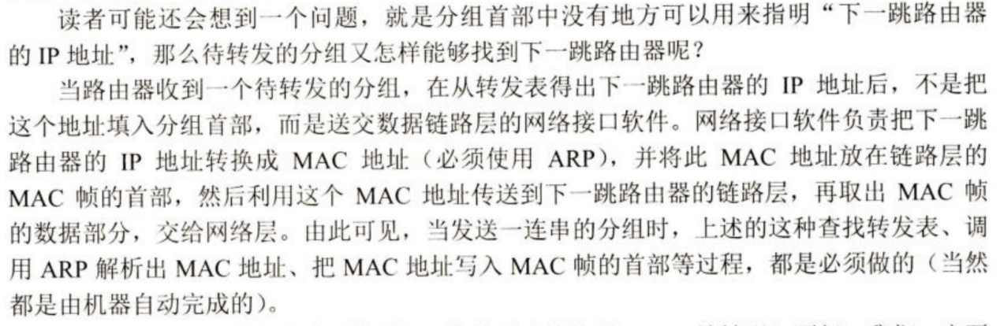 读者可能还会想到一个问题，就是分组首部中没有地方可以用来指明“下一跳路由器
的 IP 地址”，那么待转发的分组又怎样能够找到下一跳路由器呢？
当路由器收到一个待转发的分组，在从转发表得出下一跳路由器的 IP 地址后，不是把
这个地址填入分组首部，而是送交数据链路层的网络接口软件。网络接口软件负责把下一跳
路由器的 IP 地址转换成 MAC 地址（必须使用 ARP），并将此 MAC 地址放在链路层的
MAC 帧的首部，然后利用这个 MAC 地址传送到下一跳路由器的链路层，再取出 MAC 帧
的数据部分，交给网络层。由此可见，当发送一连串的分组时，上述的这种查找转发表、调
用 ARP 解析出 MAC 地址、把 MAC 地址写入 MAC 帧的首部等过程，都是必须做的（当然
都是由机器自动完成的）。